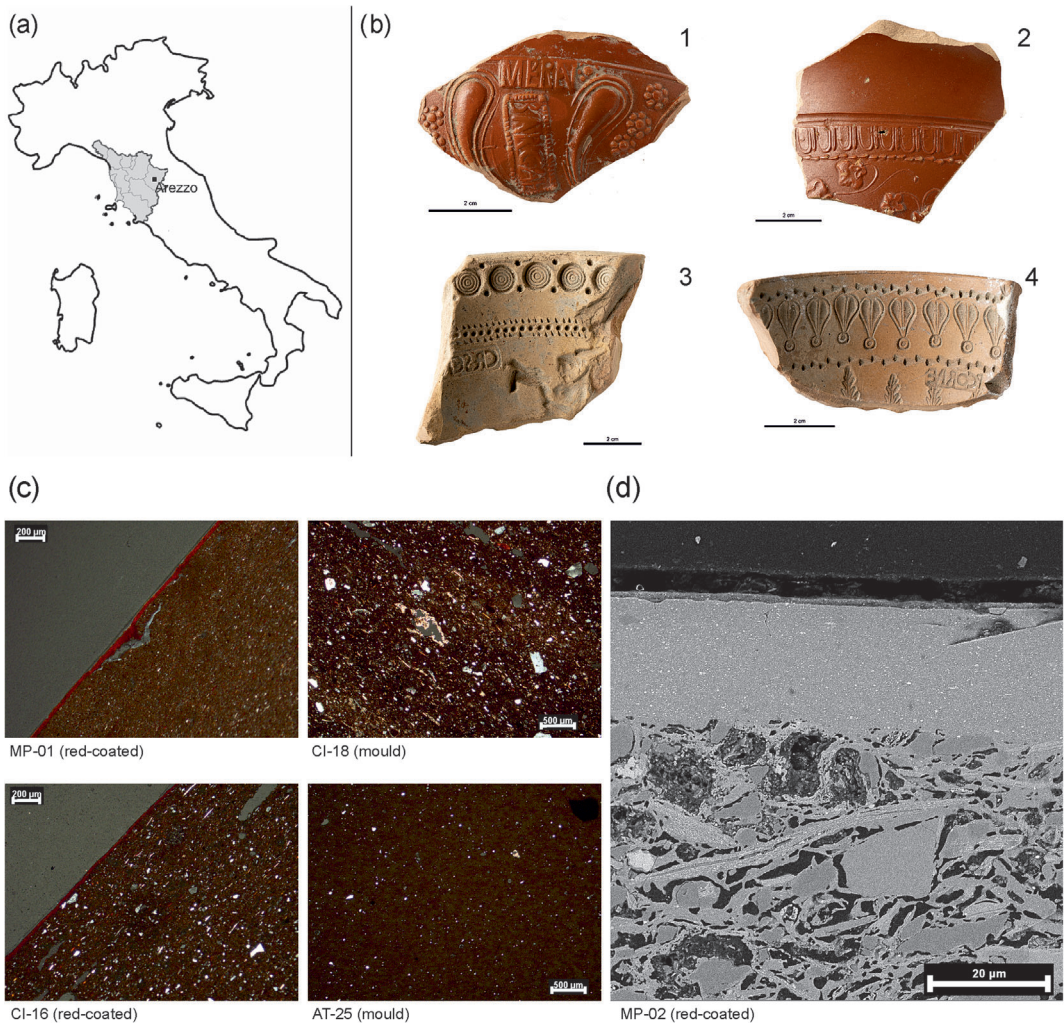 (a)
Arezzo
(b)
1
2
2 cm
2 cm
3
4
2 cm
2 cm
(c)
(d)
200 µm
500 µm
MP-01 (red-coated)
CI-18 (mould)
200 µm
500 µm
20 µm
CI-16 (red-coated)
AT-25 (mould)
MP-02 (red-coated)